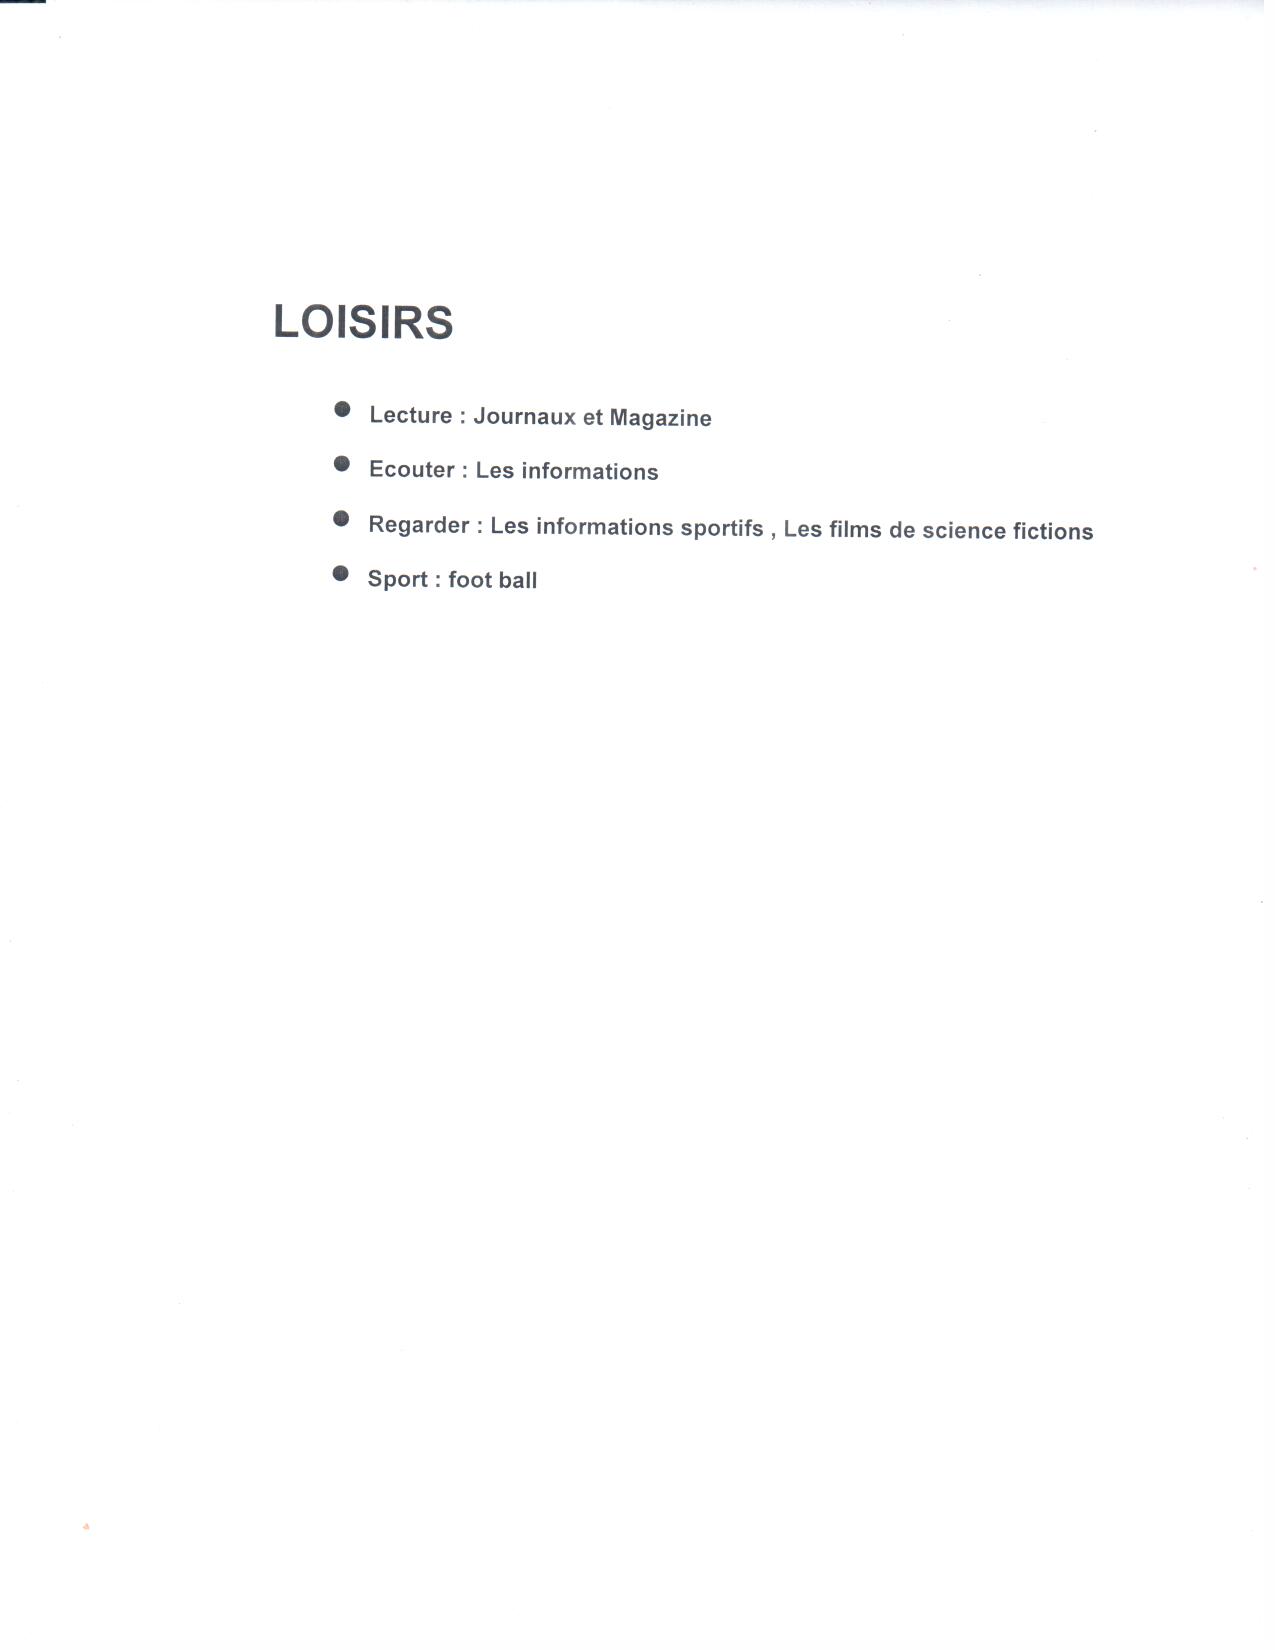 LOISIRS
● Lecture : Journaux et Magazine
● Ecouter : Les informations
● Regarder : Les informations sportifs , Les films de science fictions
● Sport : foot ball